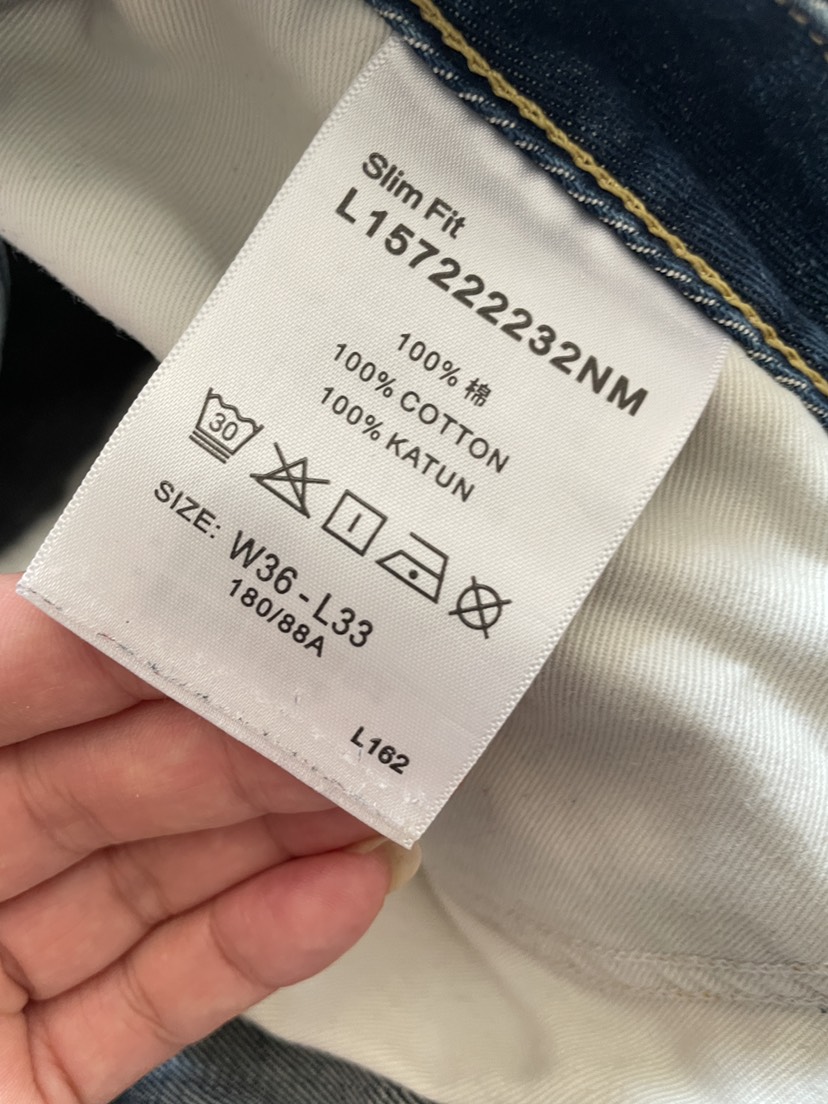 Slim Fit
L157222232NM
100% 棉
100% COTTON
100% KATUN
30
SIZE: W36-L33
180/88A
L162